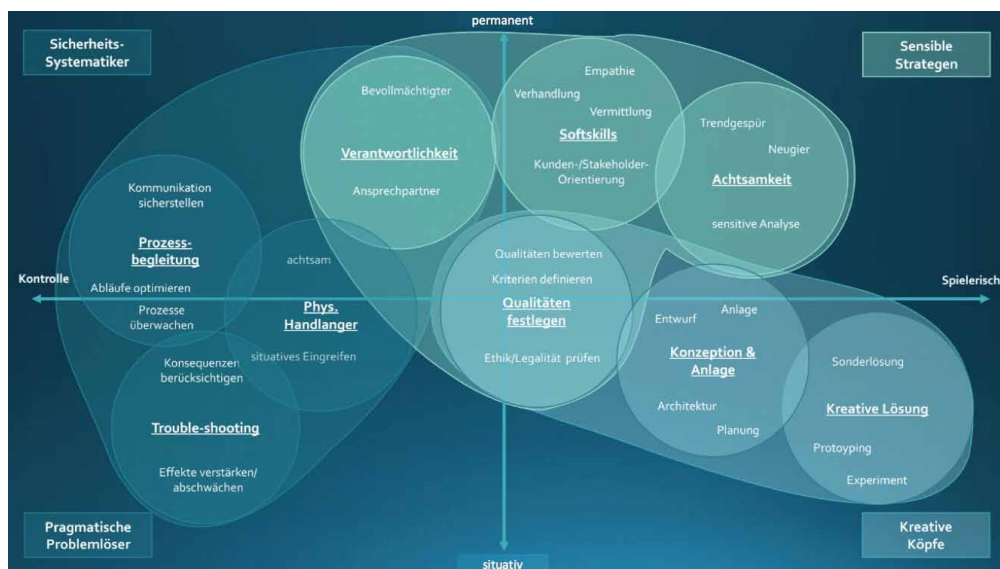 permanent
Sicherheits-
Systematiker
Sensible
Strategen
Bevollmächtigter
Verantwortlichkeit
Ansprechpartner
Empathie
Verhandlung
Vermittlung
Softskills
Kunden-/Stakeholder-
Orientierung
Trendgespür
Neugier
Achtsamkeit
sensitive Analyse
Kommunikation
sicherstellen
Prozess-
begleitung
Abläufe optimieren
Prozesse
überwachen
achtsam
Phys.
Handlanger
situatives Eingreifen
Qualitäten bewerten
Kriterien definieren
Qualitäten
festlegen
Ethik/Legalität prüfen
Kontrolle
Spielerisch
Entwurf
Anlage
Konzeption &
Anlage
Architektur
Planung
Sonderlösung
Kreative Lösung
Protoyping
Experiment
Konsequenzen
berücksichtigen
Trouble-shooting
Effekte verstärken/
abschwächen
Pragmatische
Problemlöser
Kreative
Köpfe
situativ